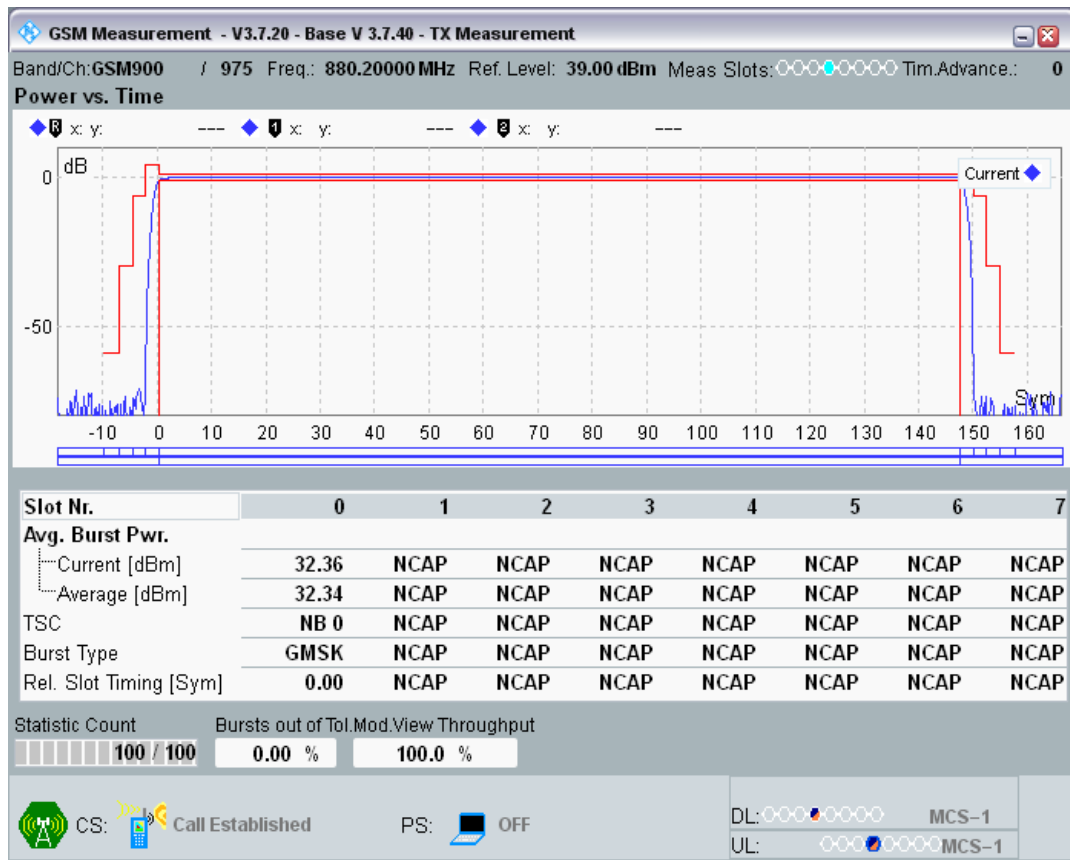 GSM Measurement - V3.7.20 - Base V 3.7.40 - TX Measurement
Band/Ch:GSM900 / 975 Freq.: 880.20000 MHz Ref. Level: 39.00 dBm Meas Slots: Tim.Advance.: 0
Power vs. Time
R x: y: --- 1 x: y: --- 2 x: y: ---
dB
0
Current
-50
Sym
-10 0 10 20 30 40 50 60 70 80 90 100 110 120 130 140 150 160
Slot Nr. 0 1 2 3 4 5 6 7
Avg. Burst Pwr.
Current [dBm] 32.36 NCAP NCAP NCAP NCAP NCAP NCAP NCAP
Average [dBm] 32.34 NCAP NCAP NCAP NCAP NCAP NCAP NCAP
TSC NB 0 NCAP NCAP NCAP NCAP NCAP NCAP NCAP
Burst Type GMSK NCAP NCAP NCAP NCAP NCAP NCAP NCAP
Rel. Slot Timing [Sym] 0.00 NCAP NCAP NCAP NCAP NCAP NCAP NCAP
Statistic Count Bursts out of Tol. Mod.View Throughput
100 / 100 0.00 % 100.0 %
CS: Call Established PS: OFF
DL: MCS-1
UL: MCS-1